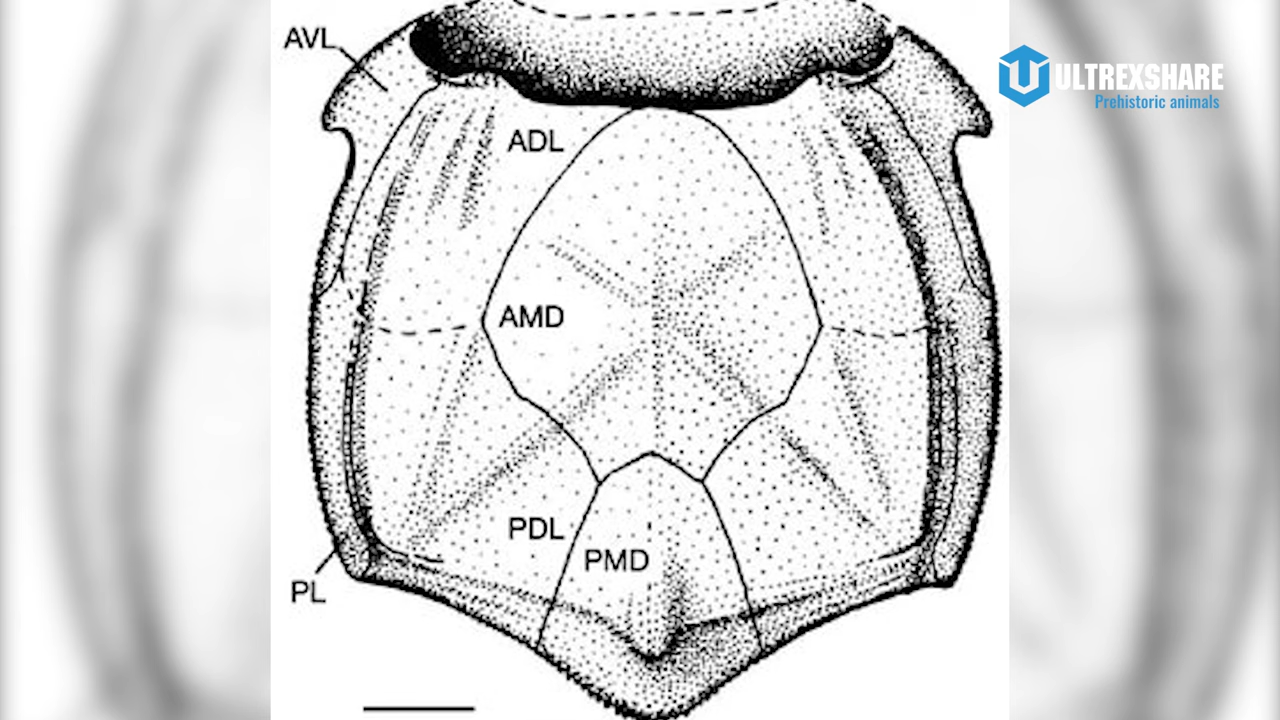 AVL
ULTREXSHARE
Prehistoric animals
ADL
AMD
PDL
PMD
PL